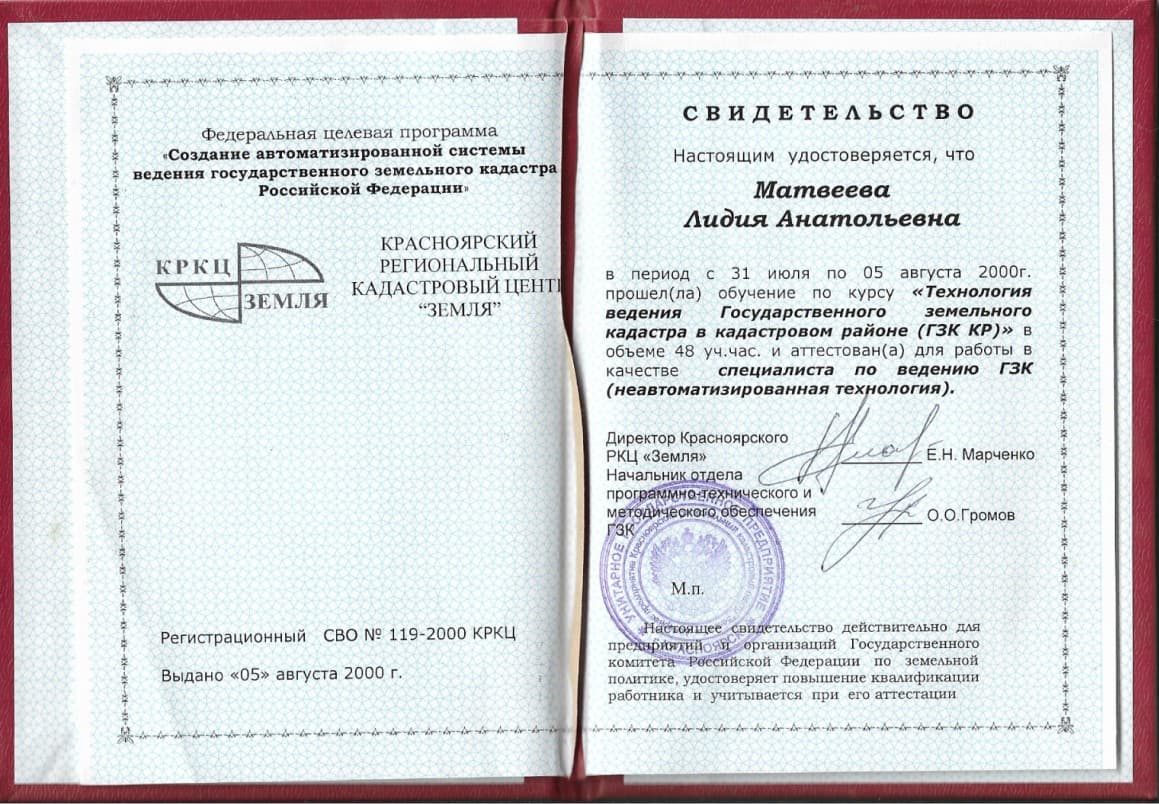 Федеральная целевая программа
«Создание автоматизированной системы
ведения государственного земельного кадастра
Российской Федерации»
КРКЦ
ЗЕМЛЯ
КРАСНОЯРСКИЙ
РЕГИОНАЛЬНЫЙ
КАДАСТРОВЫЙ ЦЕНТ
“ЗЕМЛЯ”
Регистрационный СВО № 119-2000 КРКЦ
Выдано «05» августа 2000 г.
СВИДЕТЕЛЬСТВО
Настоящим удостоверяется, что
Матвеева
Лидия Анатольевна
в период с 31 июля по 05 августа 2000г.
прошел(ла) обучение по курсу «Технология
ведения Государственного земельного
кадастра в кадастровом районе (ГЗК КР)» в
объеме 48 уч.час. и аттестован(а) для работы в
качестве специалиста по ведению ГЗК
(неавтоматизированная технология).
Директор Красноярского
РКЦ «Земля»
Е.Н. Марченко
Начальник отдела
программно-технического и
методического обеспечения
ГЗК
О.О.Громов
УНИТАРНОЕ ГОСУДАРСТВЕННОЕ ПРЕДПРИЯТИЕ
КРАСНОЯРСК
М.п.
Настоящее свидетельство действительно для
предприятий и организаций Государственного
комитета Российской Федерации по земельной
политике, удостоверяет повышение квалификации
работника и учитывается при его аттестации